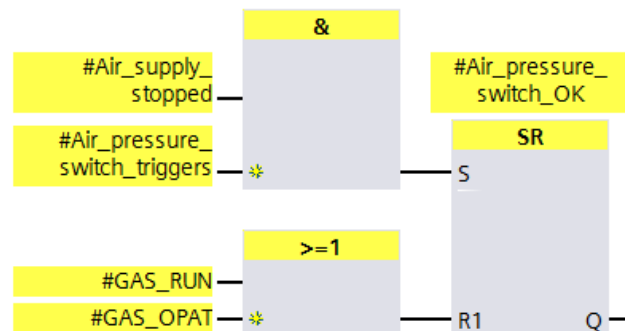 &
#Air_supply_
stopped
#Air_pressure_
switch_OK
#Air_pressure_
switch_triggers
SR
S
>=1
#GAS_RUN
#GAS_OPAT
R1 Q